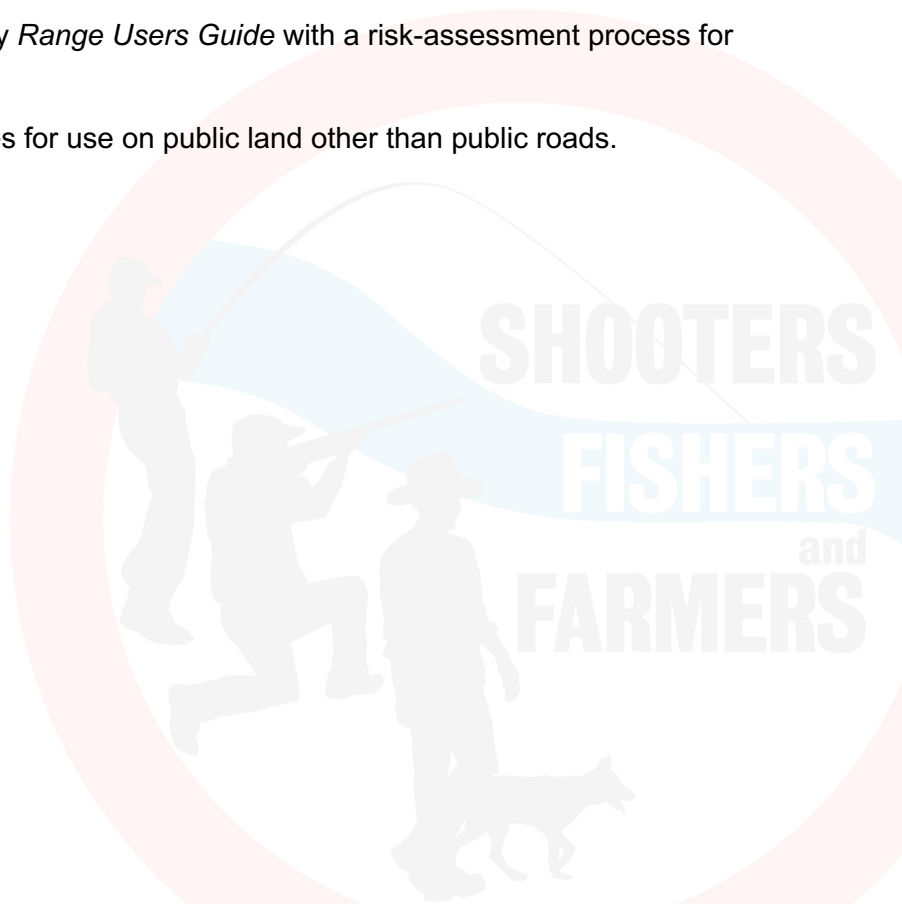 y Range Users Guide with a risk-assessment process for
s for use on public land other than public roads.
SHOOTERS
FISHERS
and
FARMERS